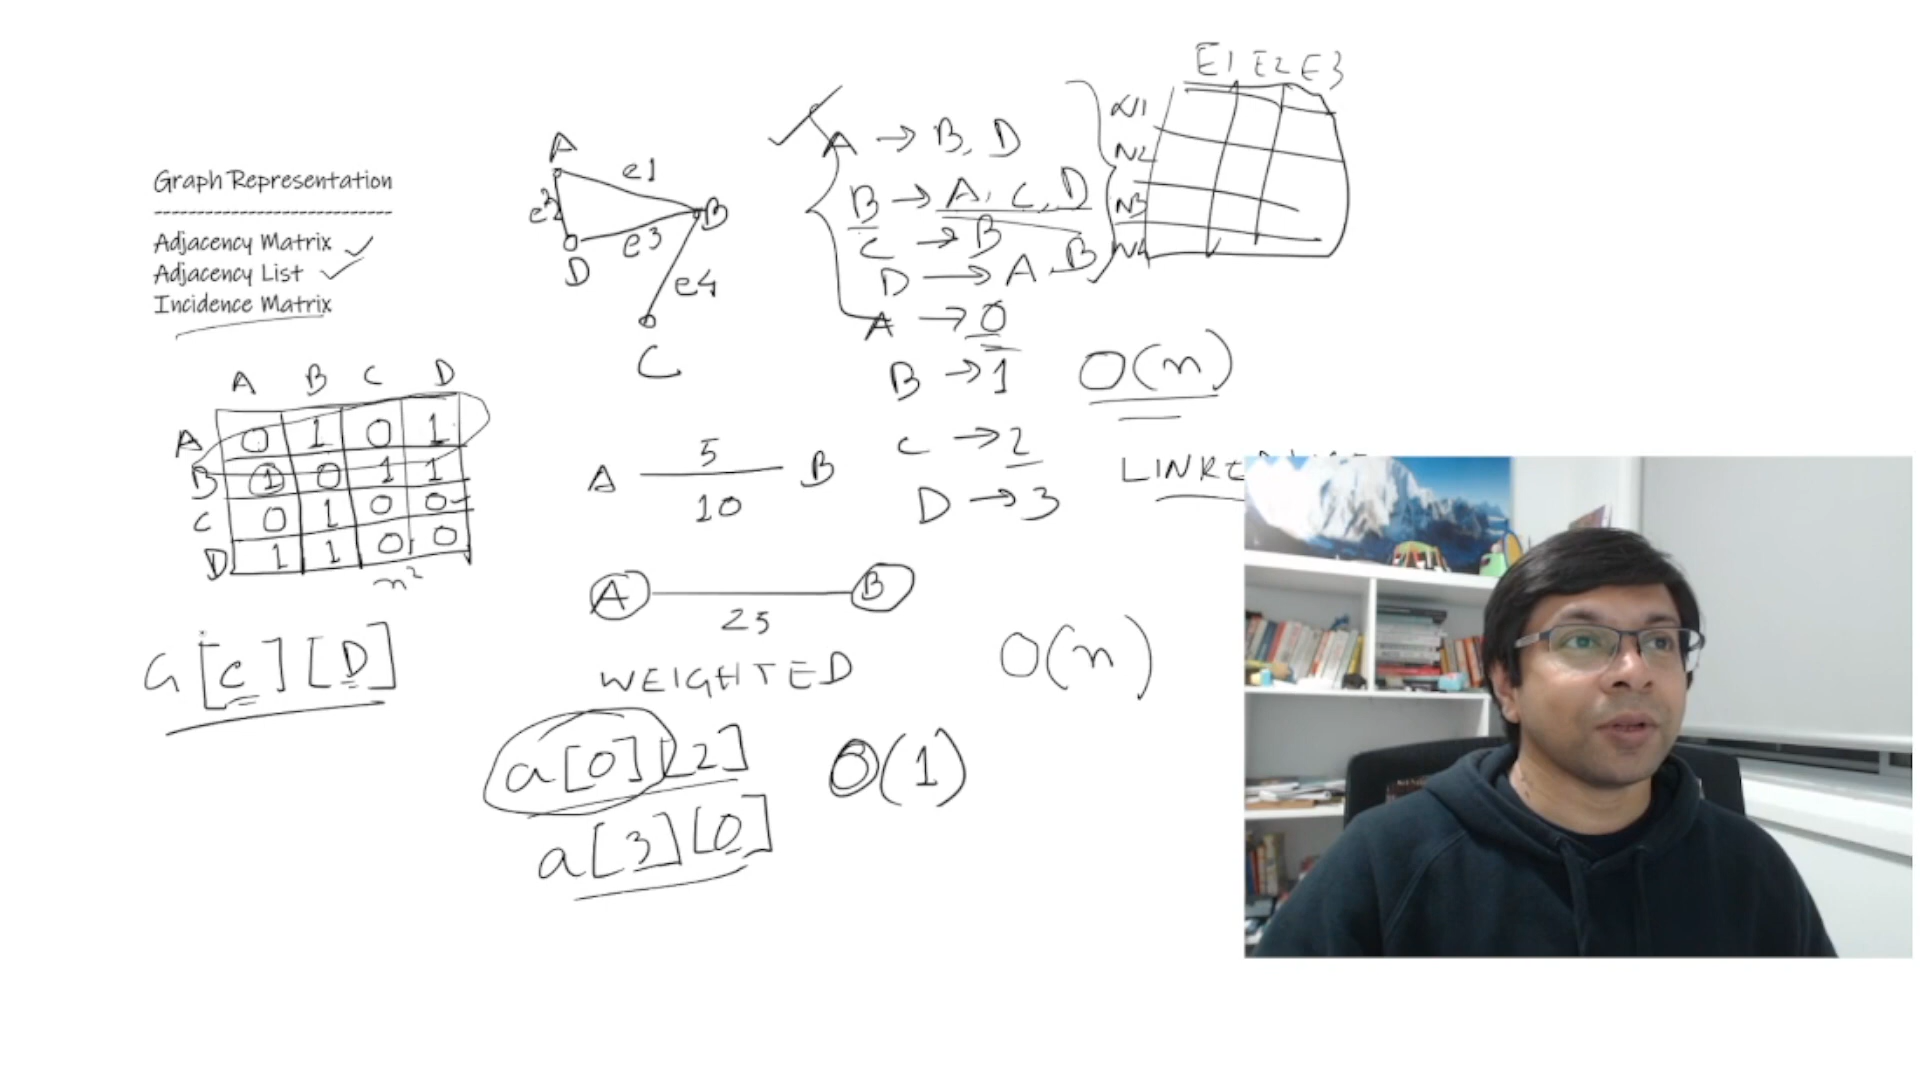 Graph Representation
---------------------------
Adjacency Matrix
Adjacency List
Incidence Matrix
A B C D
A 0 1 0 1
B 1 0 1 1
C 0 1 0 0
D 1 1 0 0
n²
G[C][D]
A
e1
B
e3
D
e4
C
A → B, D
B → A, C, D
C → B
D → A, B
A → 0
B → 1
C → 2
D → 3
E1 E2 E3
N1
N2
N3
N4
O(n)
A 5 B
10
A B
25
WEIGHTED
a[0][2]
O(1)
a[3][0]
O(n)